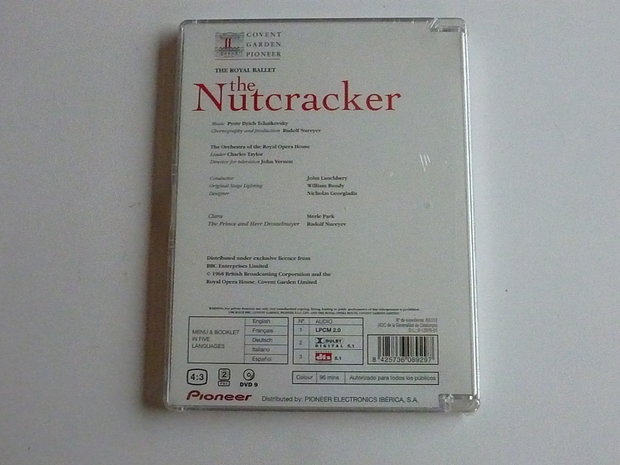 COVENT
GARDEN
PIONEER
THE ROYAL BALLET
the
Nutcracker
Music Pyotr Ilyich Tchaikovsky
Choreography and production Rudolf Nureyev
The Orchestra of the Royal Opera House
Leader Charles Taylor
Director for television John Vernon
Conductor John Lanchbery
Original Stage Lighting William Bundy
Designer Nicholas Georgiadis
Clara Merle Park
The Prince and Herr Drosselmeyer Rudolf Nureyev
Distributed under exclusive licence from
BBC Enterprises Limited
© 1968 British Broadcasting Corporation and the
Royal Opera House, Covent Garden Limited
MENU & BOOKLET
IN FIVE
LANGUAGES
English
Français
Deutsch
Italiano
Español
Nº AUDIO
1 LPCM 2.0
2 DOLBY
DIGITAL 5.1
3 dts 5.1
8 425736 089297
4:3
2
DVD 9
Colour 96 mins Autorizado para todos los públicos
Pioneer
Distributed by: PIONEER ELECTRONICS IBÉRICA, S.A.